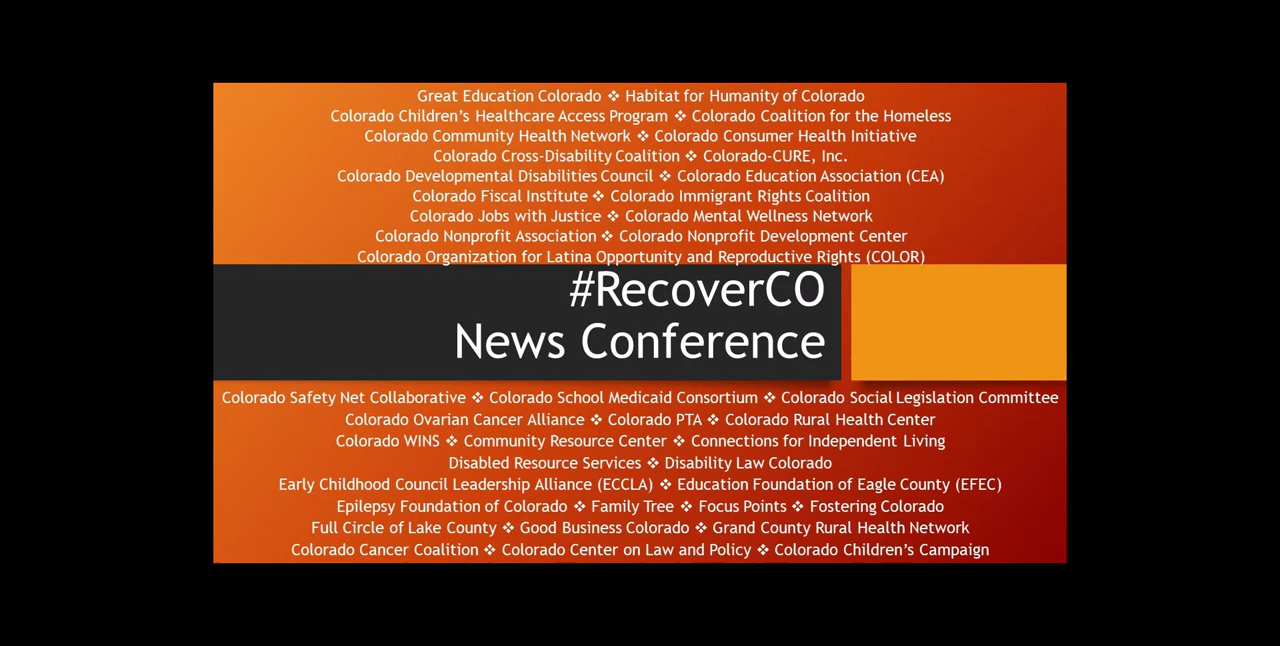 Great Education Colorado ❖ Habitat for Humanity of Colorado
Colorado Children's Healthcare Access Program ❖ Colorado Coalition for the Homeless
Colorado Community Health Network ❖ Colorado Consumer Health Initiative
Colorado Cross-Disability Coalition ❖ Colorado-CURE, Inc.
Colorado Developmental Disabilities Council ❖ Colorado Education Association (CEA)
Colorado Fiscal Institute ❖ Colorado Immigrant Rights Coalition
Colorado Jobs with Justice ❖ Colorado Mental Wellness Network
Colorado Nonprofit Association ❖ Colorado Nonprofit Development Center
Colorado Organization for Latina Opportunity and Reproductive Rights (COLOR)
#RecoverCO
News Conference
Colorado Safety Net Collaborative ❖ Colorado School Medicaid Consortium ❖ Colorado Social Legislation Committee
Colorado Ovarian Cancer Alliance ❖ Colorado PTA ❖ Colorado Rural Health Center
Colorado WINS ❖ Community Resource Center ❖ Connections for Independent Living
Disabled Resource Services ❖ Disability Law Colorado
Early Childhood Council Leadership Alliance (ECCLA) ❖ Education Foundation of Eagle County (EFEC)
Epilepsy Foundation of Colorado ❖ Family Tree ❖ Focus Points ❖ Fostering Colorado
Full Circle of Lake County ❖ Good Business Colorado ❖ Grand County Rural Health Network
Colorado Cancer Coalition ❖ Colorado Center on Law and Policy ❖ Colorado Children's Campaign